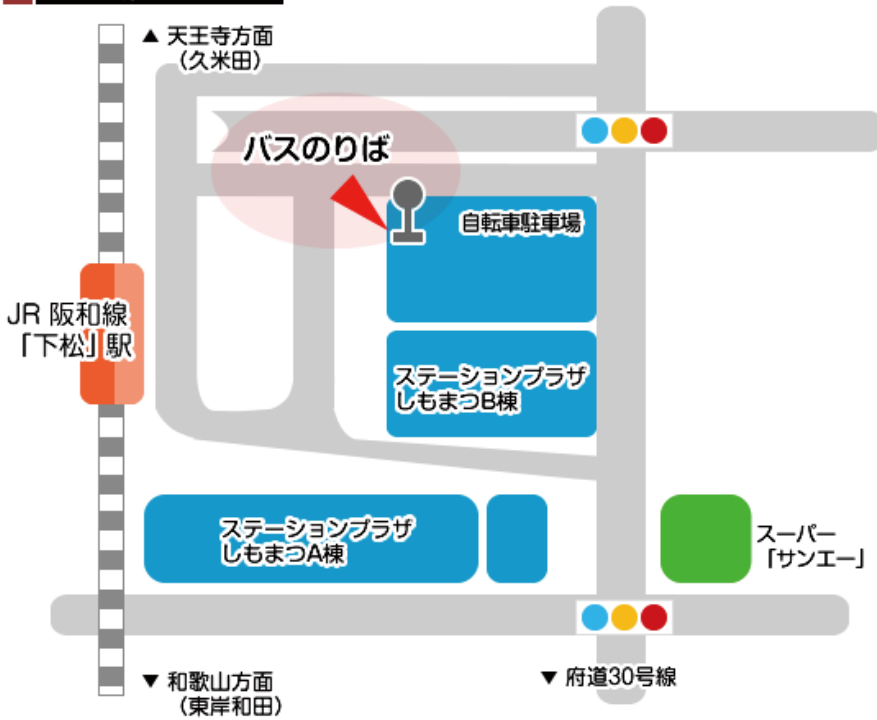 ▲ 天王寺方面
（久米田）
バスのりば
自転車駐車場
JR 阪和線
「下松」駅
ステーションプラザ
しもまつB棟
ステーションプラザ
しもまつA棟
スーパー
「サンエー」
▼ 和歌山方面
（東岸和田）
▼ 府道30号線